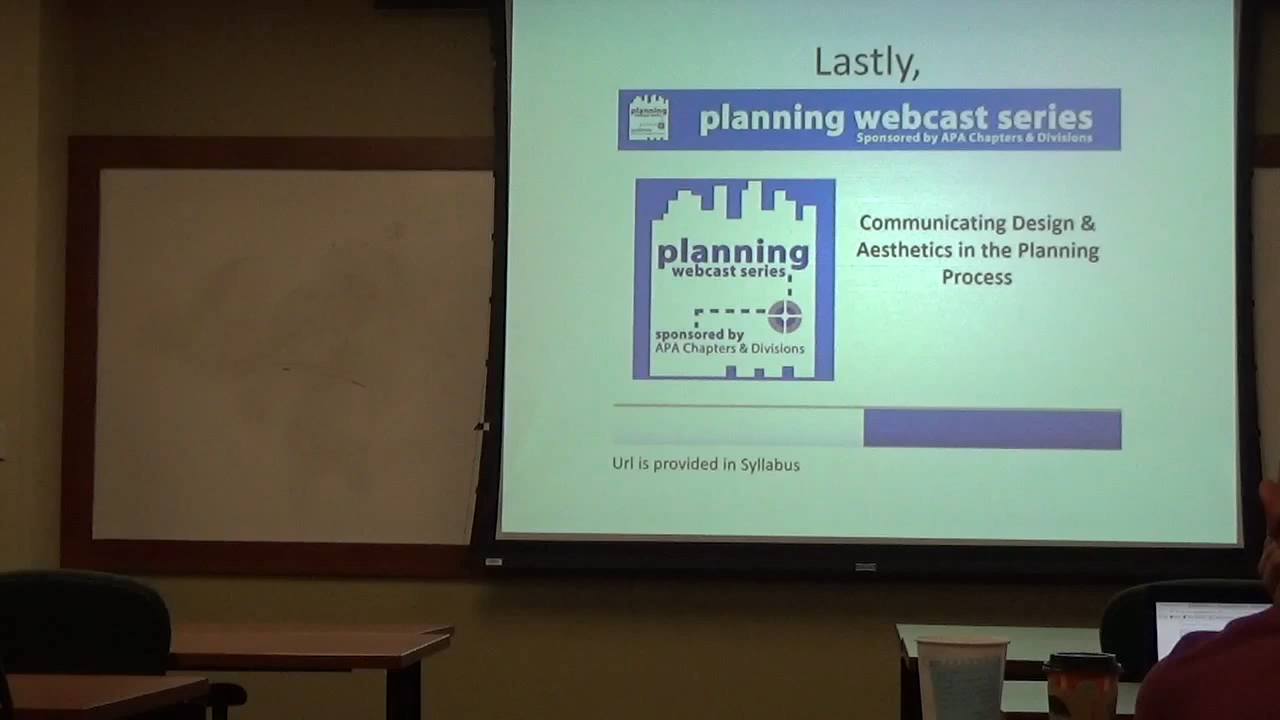 Lastly,
planning webcast series
Sponsored by APA Chapters & Divisions
planning
webcast series
sponsored by
APA Chapters & Divisions
Communicating Design &
Aesthetics in the Planning
Process
Url is provided in Syllabus